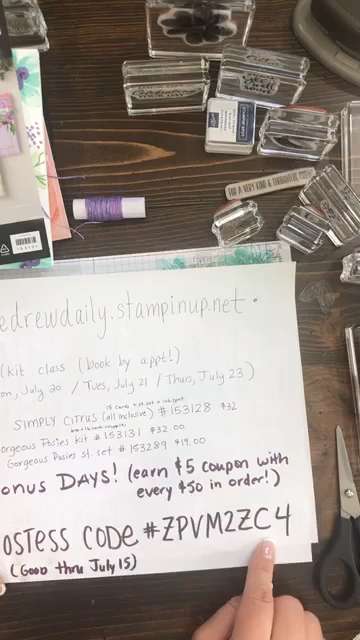 FOR A VERY KIND & THOUGHTFUL
edrewdaily.stampinup.net
(kit class (book by appt!)
on, July 20 / Tues, July 21 / Thurs, July 23)
SIMPLY CITRUS (all inclusive) # 153128 $32
orgeous Posies kit # 153131 $32.00
Gorgeous Posies st. set # 153289 $19.00
onus DAYS! (earn $5 coupon with
every $50 in order!)
ostess Code #ZPVM2ZC4
(Good thru July 15)